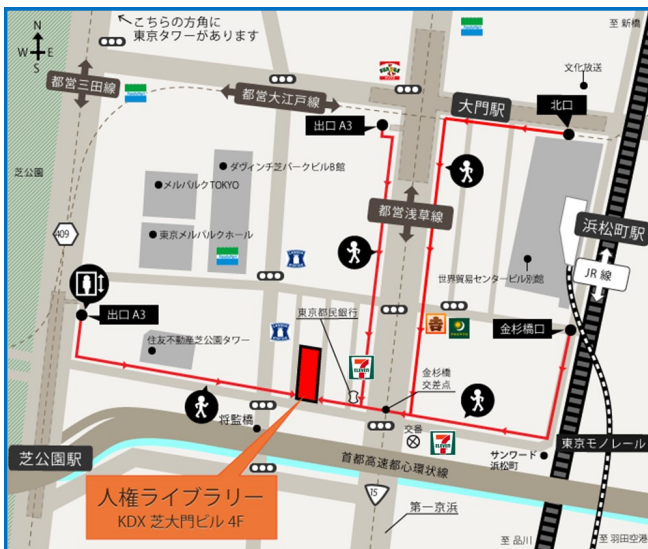 N
W E
S
こちらの方角に
東京タワーがあります
至 新橋
文化放送
都営三田線
都営大江戸線
大門駅
北口
出口 A3
ダヴィンチ芝パークビルB館
メルパルクTOKYO
芝公園
都営浅草線
409
東京メルパルクホール
浜松町駅
JR 線
世界貿易センタービル別館
出口 A3
東京都民銀行
金杉橋口
住友不動産芝公園タワー
7
ELEVEN
金杉橋
交差点
将監橋
交番
7
ELEVEN
東京モノレール
芝公園駅
サンワード
浜松町
首都高速都心環状線
人権ライブラリー
KDX 芝大門ビル 4F
15
第一京浜
至 品川
至 羽田空港